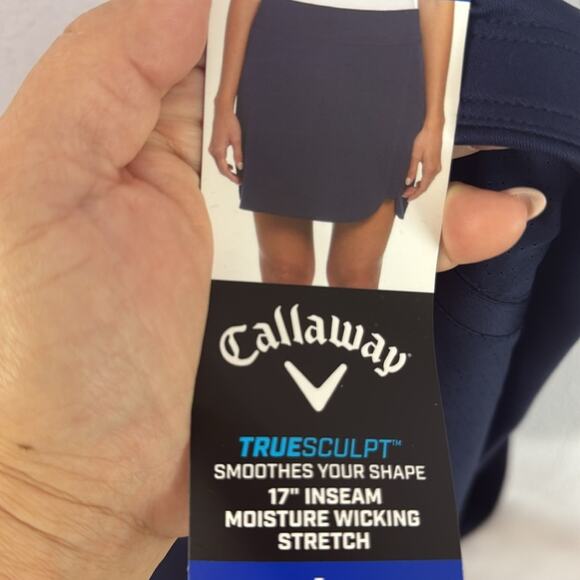 Callaway
TRUESCULPT™
SMOOTHES YOUR SHAPE
17" INSEAM
MOISTURE WICKING
STRETCH